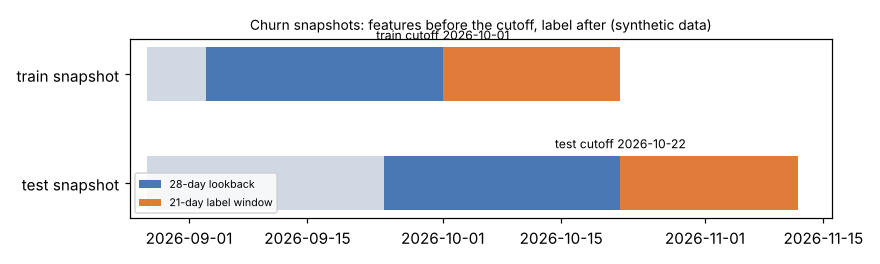 Churn snapshots: features before the cutoff, label after (synthetic data)
train cutoff 2026-10-01
train snapshot
test cutoff 2026-10-22
test snapshot
28-day lookback
21-day label window
2026-09-01
2026-09-15
2026-10-01
2026-10-15
2026-11-01
2026-11-15